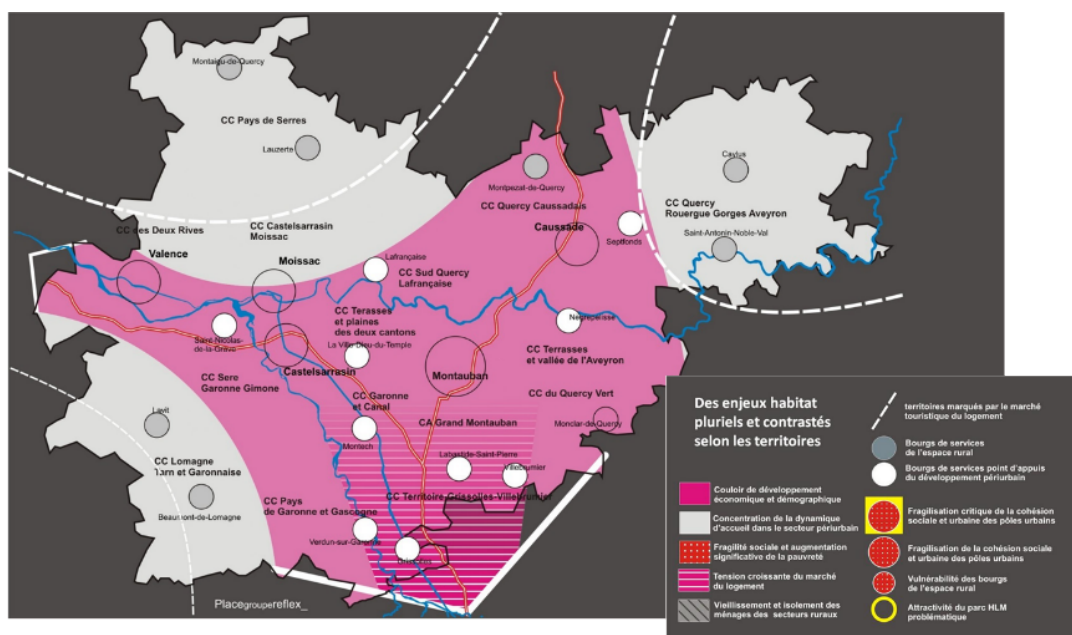 Montaigu-de-Quercy
CC Pays de Serres
Lauzerte
Montpezat-de-Quercy
CC Quercy Caussadais
Caussade
Septfonds
Caylus
CC Quercy
Rouergue Gorges Aveyron
Saint-Antonin-Noble-Val
CC des Deux Rives
Valence
CC Castelsarrasin
Moissac
Moissac
Lafrançaise
CC Sud Quercy
Lafrançaise
CC Terasses
et plaines
des deux cantons
La Ville-Dieu-du-Temple
Saint-Nicolas-
de-la-Grave
Castelsarrasin
Nègrepelisse
CC Terrasses
et vallée de l'Aveyron
Montauban
CC Sere
Garonne Gimone
CC Garonne
et Canal
CC du Quercy Vert
Monclar-de-Quercy
CA Grand Montauban
Lavit
Montech
Labastide-Saint-Pierre
Villebrumier
CC Lomagne
Tarn et Garonnaise
Beaumont-de-Lomagne
CC Territoire Grissolles-Villebrumier
CC Pays
de Garonne et Gascogne
Verdun-sur-Garonne
Grisolles
Placegroupereflex_
Des enjeux habitat
pluriels et contrastés
selon les territoires
Couloir de développement
économique et démographique
Concentration de la dynamique
d'accueil dans le secteur périurbain
Fragilité sociale et augmentation
significative de la pauvreté
Tension croissante du marché
du logement
Vieillissement et isolement des
ménages des secteurs ruraux
territoires marqués par le marché
touristique du logement
Bourgs de services
de l'espace rural
Bourgs de services point d'appuis
du développement périurbain
Fragilisation critique de la cohésion
sociale et urbaine des pôles urbains
Fragilisation de la cohésion sociale
et urbaine des pôles urbains
Vulnérabilité des bourgs
de l'espace rural
Attractivité du parc HLM
problématique